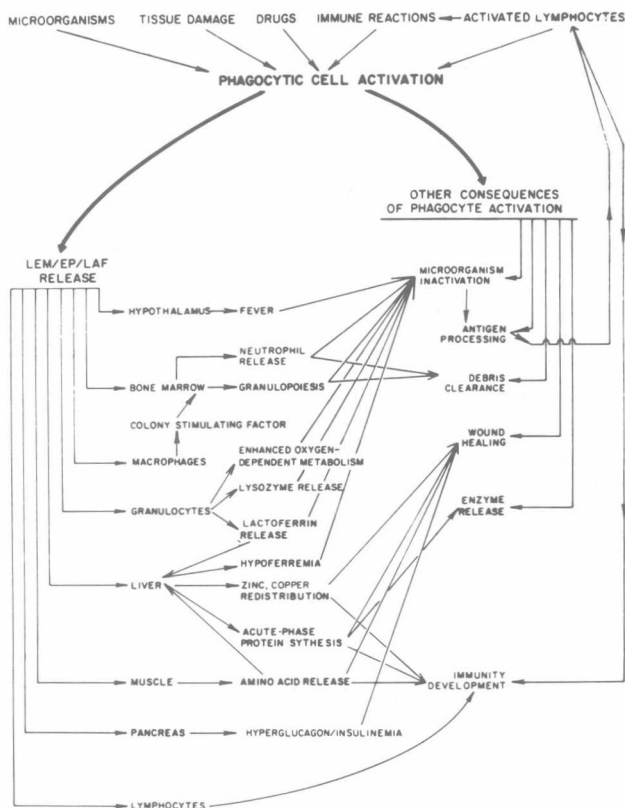 MICROORGANISMS TISSUE DAMAGE DRUGS IMMUNE REACTIONS ACTIVATED LYMPHOCYTES
PHAGOCYTIC CELL ACTIVATION
OTHER CONSEQUENCES
OF PHAGOCYTE ACTIVATION
LEM/EP/LAF
RELEASE
MICROORGANISM
INACTIVATION
HYPOTHALAMUS FEVER
ANTIGEN
PROCESSING
NEUTROPHIL
RELEASE
BONE MARROW GRANULOPOIESIS
DEBRIS
CLEARANCE
COLONY STIMULATING FACTOR
WOUND
HEALING
MACROPHAGES
ENHANCED OXYGEN-
DEPENDENT METABOLISM
LYSOZYME RELEASE
ENZYME
RELEASE
GRANULOCYTES
LACTOFERRIN
RELEASE
HYPOFERREMIA
LIVER
ZINC, COPPER
REDISTRIBUTION
ACUTE-PHASE
PROTEIN SYTHESIS
MUSCLE AMINO ACID RELEASE
IMMUNITY
DEVELOPMENT
PANCREAS HYPERGLUCAGON/INSULINEMIA
LYMPHOCYTES